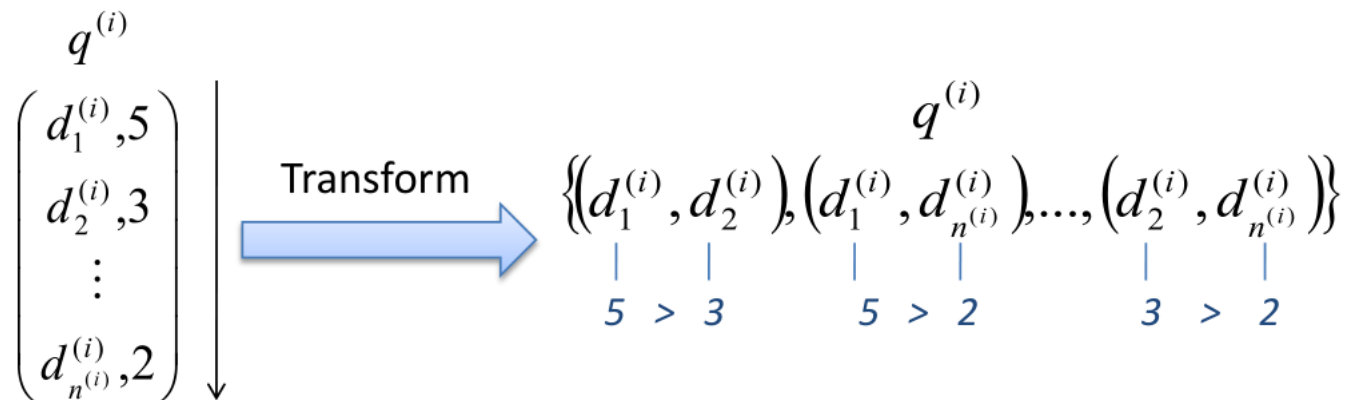 q^{(i)}
d_1^{(i)},5
d_2^{(i)},3
⋮
d_{n^{(i)}}^{(i)},2
Transform
q^{(i)}
{(d_1^{(i)},d_2^{(i)}),(d_1^{(i)},d_{n^{(i)}}^{(i)}),...,(d_2^{(i)},d_{n^{(i)}}^{(i)})}
5 > 3 5 > 2 3 > 2